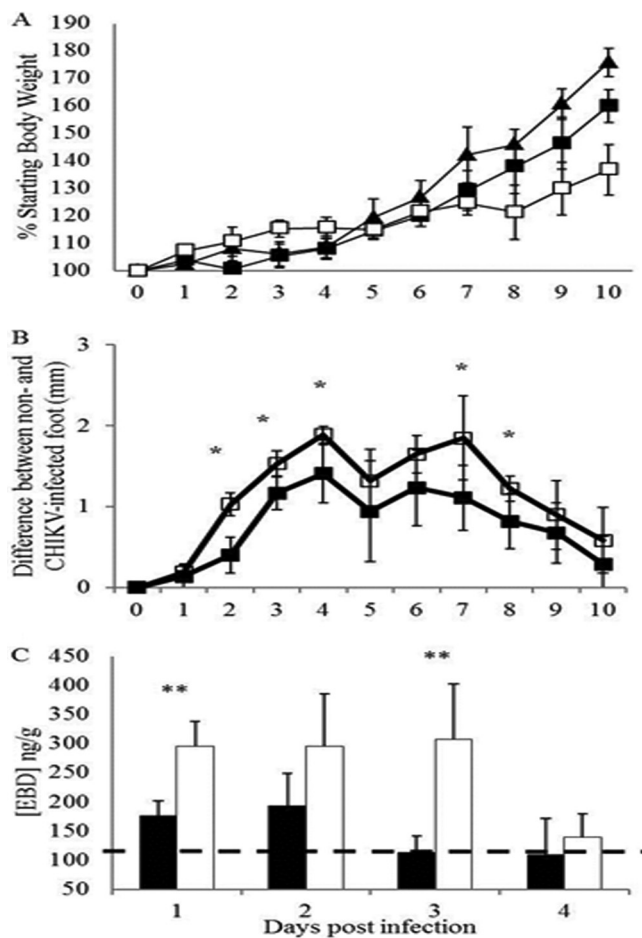 A
% Starting Body Weight
190
180
170
160
150
140
130
120
110
100
0 1 2 3 4 5 6 7 8 9 10
B
Difference between non- and
CHIKV-infected foot (mm)
3
2
1
0
* * * * *
0 1 2 3 4 5 6 7 8 9 10
C
[EBD] ng/g
450
400
350
300
250
200
150
100
50
** **
1 2 3 4
Days post infection